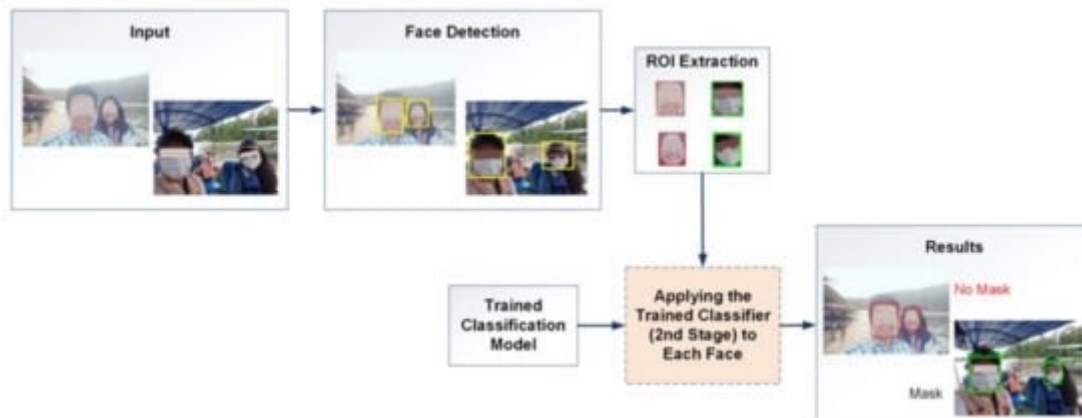 Input
Face Detection
ROI Extraction
Results
No Mask
Mask
Trained
Classification
Model
Applying the
Trained Classifier
(2nd Stage) to
Each Face